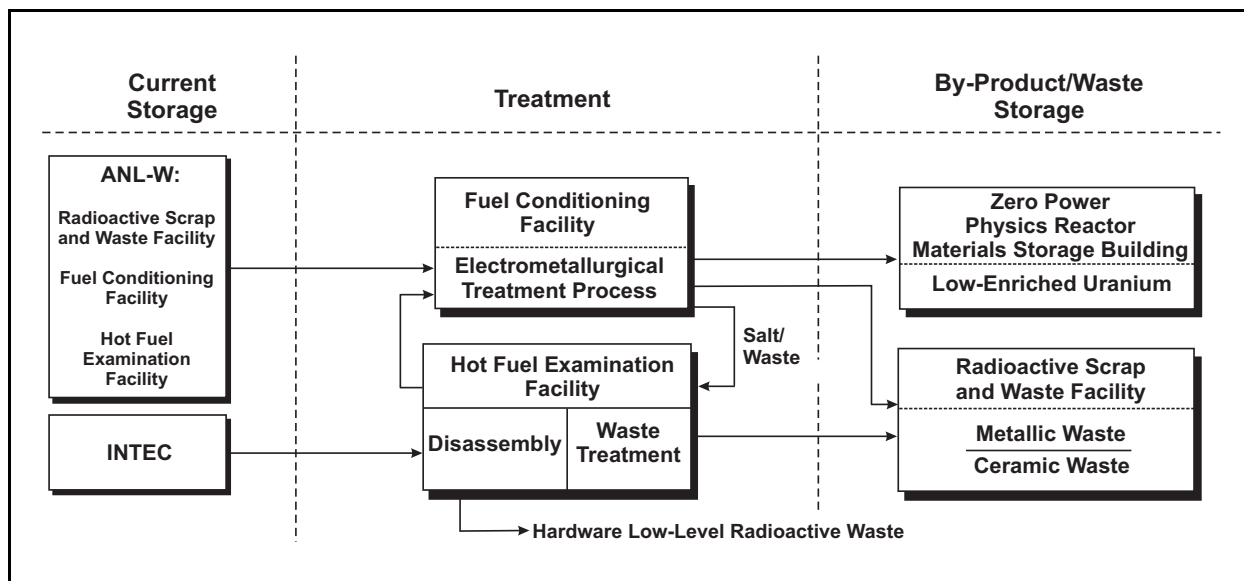 Current
Storage
Treatment
By-Product/Waste
Storage
ANL-W:
Radioactive Scrap
and Waste Facility
Fuel Conditioning
Facility
Hot Fuel
Examination
Facility
INTEC
Fuel Conditioning
Facility
Electrometallurgical
Treatment Process
Salt/
Waste
Hot Fuel Examination
Facility
Disassembly
Waste
Treatment
Hardware Low-Level Radioactive Waste
Zero Power
Physics Reactor
Materials Storage Building
Low-Enriched Uranium
Radioactive Scrap
and Waste Facility
Metallic Waste
Ceramic Waste